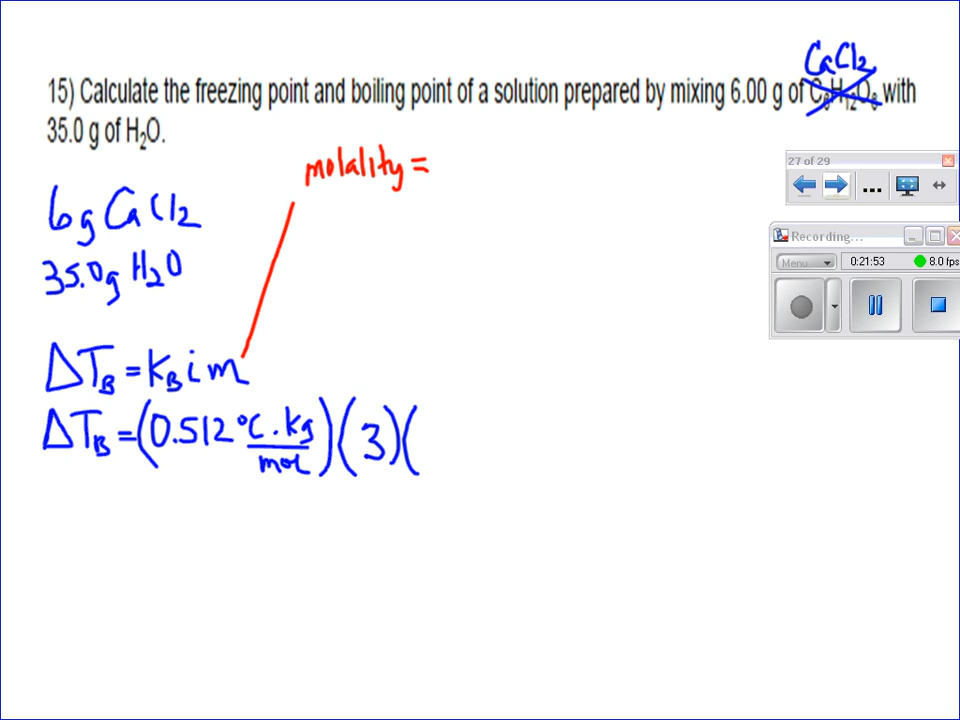 CaCl2
15) Calculate the freezing point and boiling point of a solution prepared by mixing 6.00 g of C6H12O6 with
35.0 g of H2O.
molality =
27 of 29
6g CaCl2
35.0g H2O
Recording...
Menu
0:21:53
8.0 fps
ΔTB = KB i m
ΔTB = (0.512 °C · kg / mol) (3) (